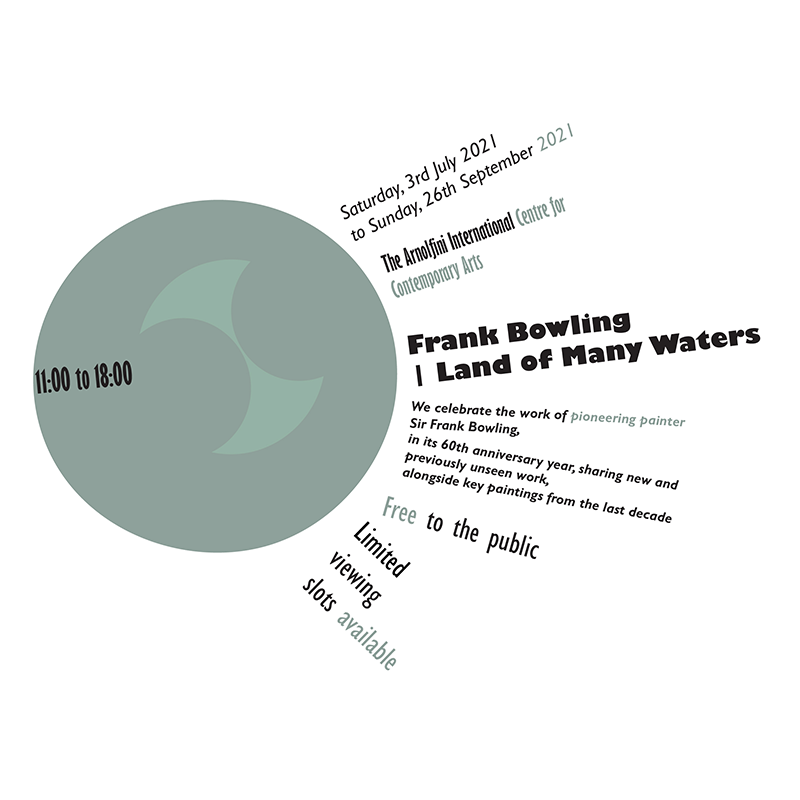 Saturday, 3rd July 2021
to Sunday, 26th September 2021
The Arnolfini International Centre for
Contemporary Arts
Frank Bowling
| Land of Many Waters
11:00 to 18:00
We celebrate the work of pioneering painter
Sir Frank Bowling,
in its 60th anniversary year, sharing new and
previously unseen work,
alongside key paintings from the last decade
Free to the public
Limited
viewing
slots available